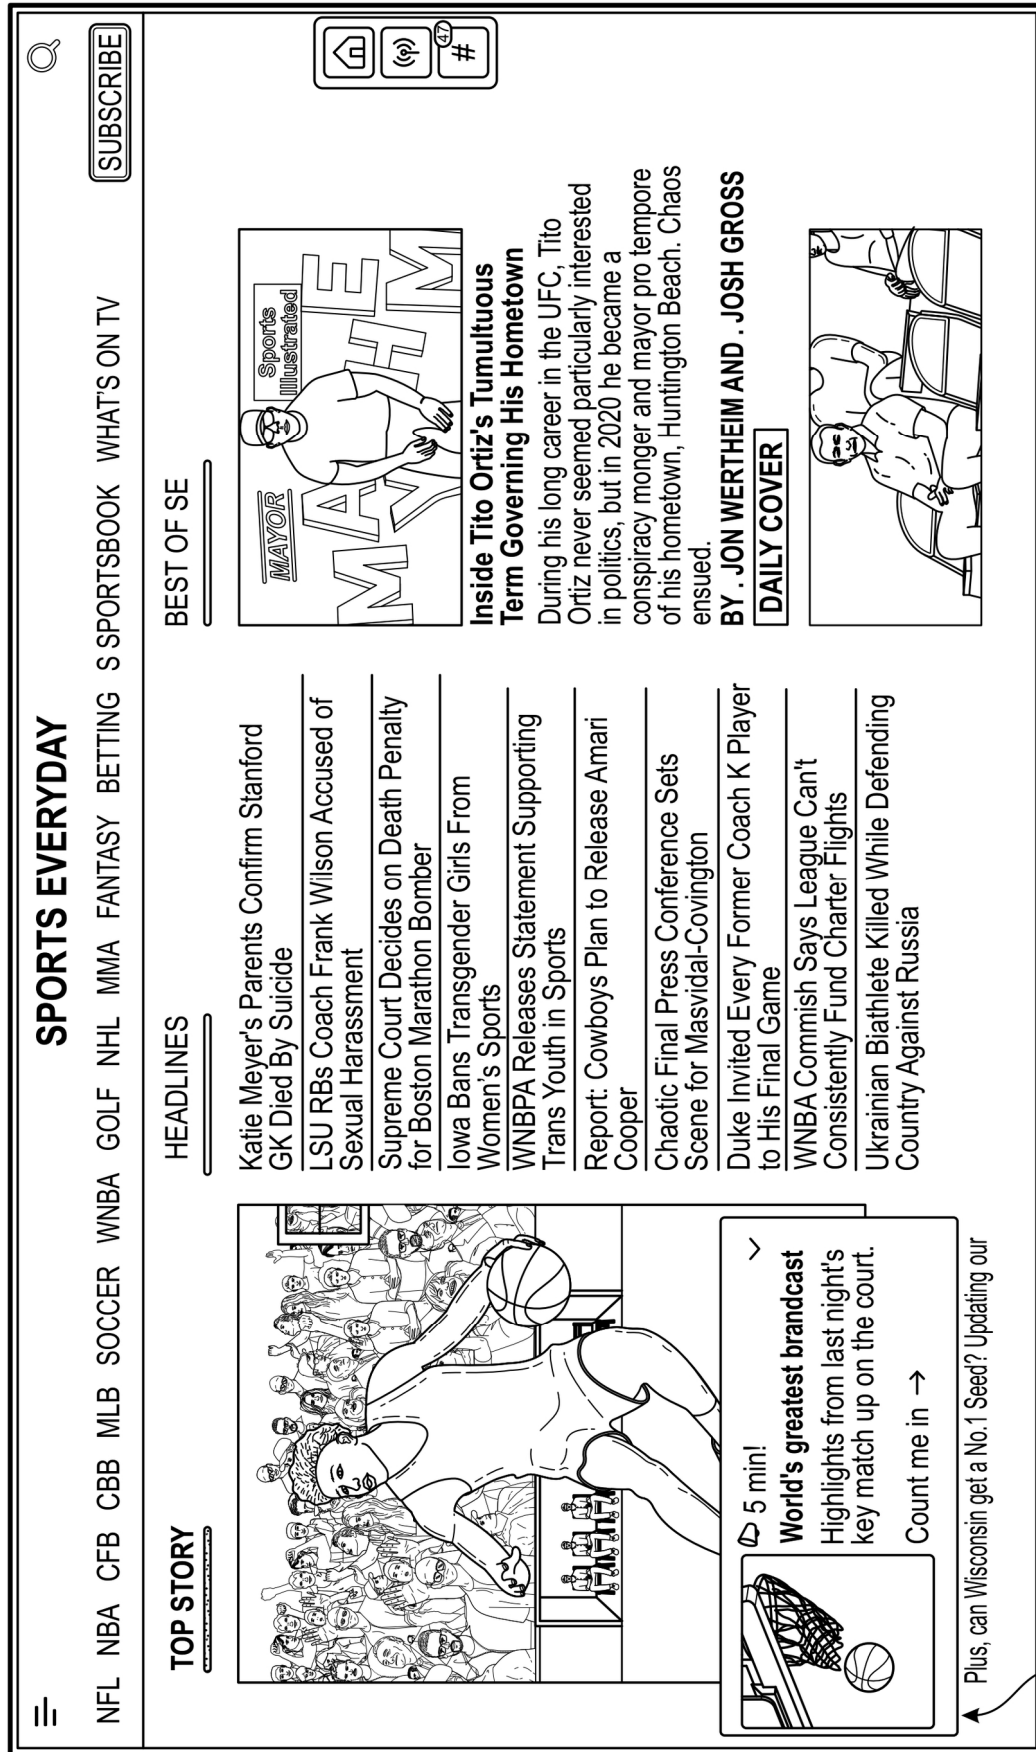 SPORTS EVERYDAY
SUBSCRIBE
NFL NBA CFB CBB MLB SOCCER WNBA GOLF NHL MMA FANTASY BETTING S SPORTSBOOK WHAT'S ON TV
TOP STORY
5 min!
World's greatest brandcast
Highlights from last night's
key match up on the court.
Count me in →
Plus, can Wisconsin get a No.1 Seed? Updating our
HEADLINES
Katie Meyer's Parents Confirm Stanford
GK Died By Suicide
LSU RBs Coach Frank Wilson Accused of
Sexual Harassment
Supreme Court Decides on Death Penalty
for Boston Marathon Bomber
Iowa Bans Transgender Girls From
Women's Sports
WNBPA Releases Statement Supporting
Trans Youth in Sports
Report: Cowboys Plan to Release Amari
Cooper
Chaotic Final Press Conference Sets
Scene for Masvidal-Covington
Duke Invited Every Former Coach K Player
to His Final Game
WNBA Commish Says League Can't
Consistently Fund Charter Flights
Ukrainian Biathlete Killed While Defending
Country Against Russia
BEST OF SE
MAYOR
Sports
Illustrated
MAYHEM
Inside Tito Ortiz's Tumultuous
Term Governing His Hometown
During his long career in the UFC, Tito
Ortiz never seemed particularly interested
in politics, but in 2020 he became a
conspiracy monger and mayor pro tempore
of his hometown, Huntington Beach. Chaos
ensued.
BY . JON WERTHEIM AND . JOSH GROSS
DAILY COVER
47
#